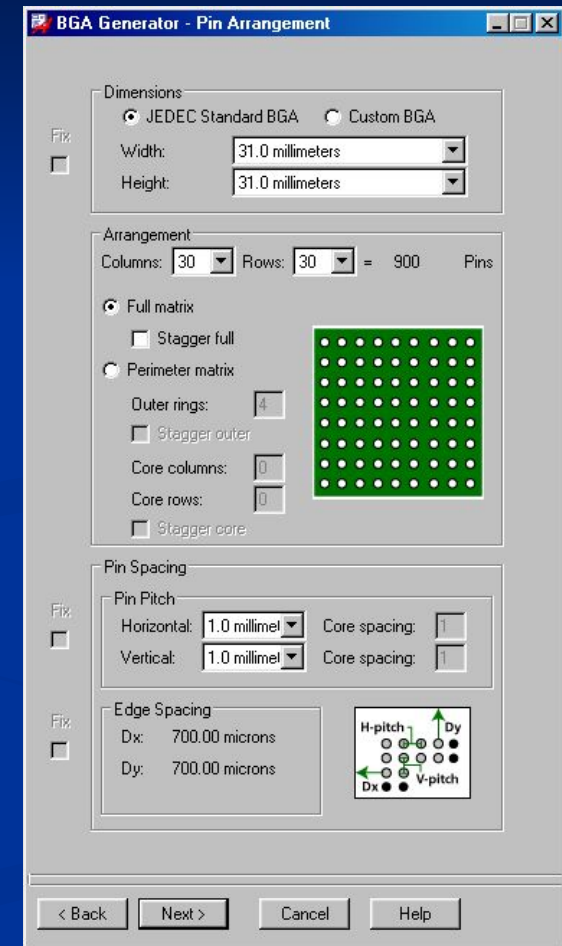 BGA Generator - Pin Arrangement
Dimensions
JEDEC Standard BGA Custom BGA
Fix
Width: 31.0 millimeters
Height: 31.0 millimeters
Arrangement
Columns: 30 Rows: 30 = 900 Pins
Full matrix
Stagger full
Perimeter matrix
Outer rings: 4
Stagger outer
Core columns: 0
Core rows: 0
Stagger core
Pin Spacing
Pin Pitch
Fix
Horizontal: 1.0 millimet Core spacing: 1
Vertical: 1.0 millimet Core spacing: 1
Edge Spacing
Fix
Dx: 700.00 microns
Dy: 700.00 microns
H-pitch Dy
V-pitch
Dx
< Back Next > Cancel Help